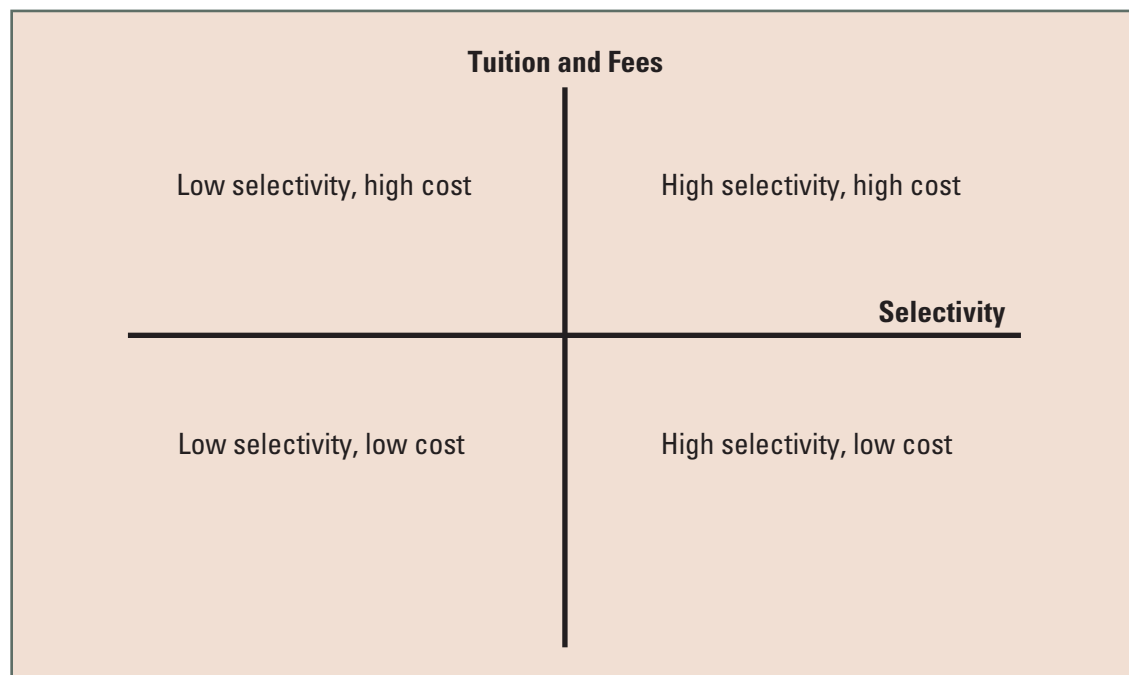 Tuition and Fees
Low selectivity, high cost
High selectivity, high cost
Selectivity
Low selectivity, low cost
High selectivity, low cost